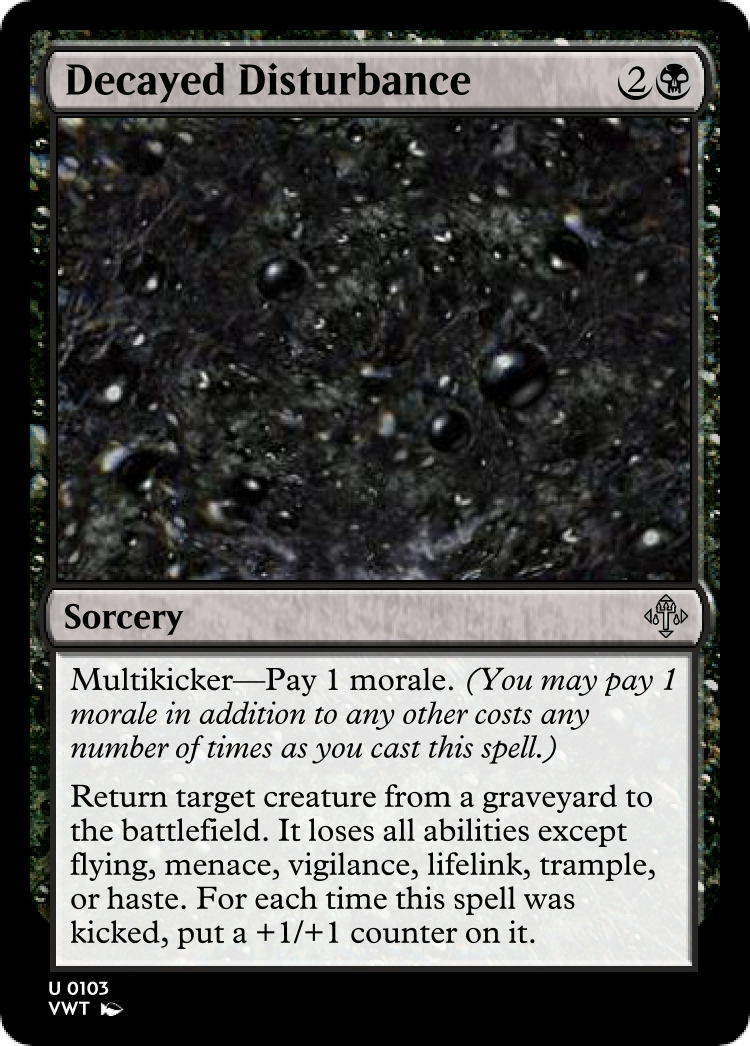 Decayed Disturbance 2
Sorcery
Multikicker—Pay 1 morale. (You may pay 1
morale in addition to any other costs any
number of times as you cast this spell.)
Return target creature from a graveyard to
the battlefield. It loses all abilities except
flying, menace, vigilance, lifelink, trample,
or haste. For each time this spell was
kicked, put a +1/+1 counter on it.
U 0103
VWT